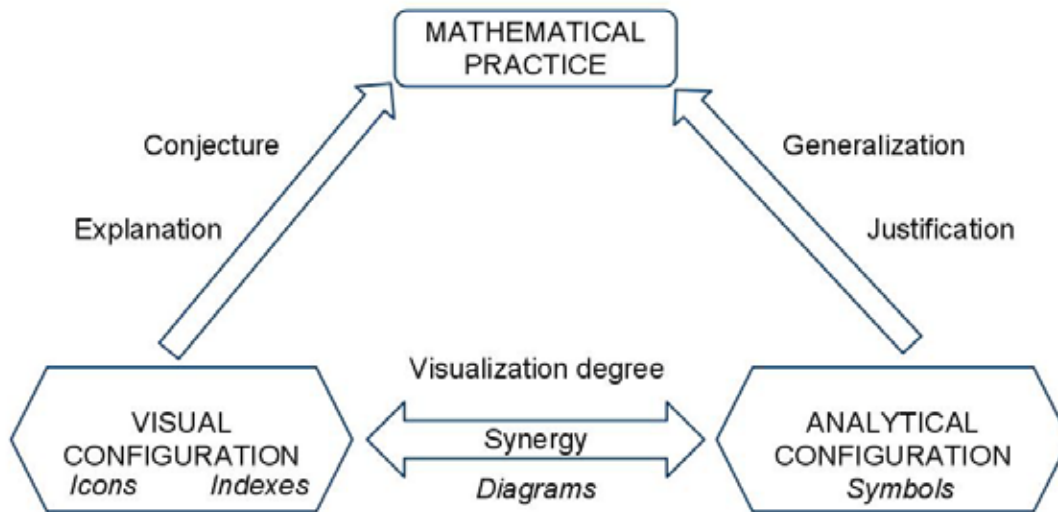 MATHEMATICAL
PRACTICE
Conjecture
Generalization
Explanation
Justification
Visualization degree
VISUAL
CONFIGURATION
Icons Indexes
Synergy
Diagrams
ANALYTICAL
CONFIGURATION
Symbols